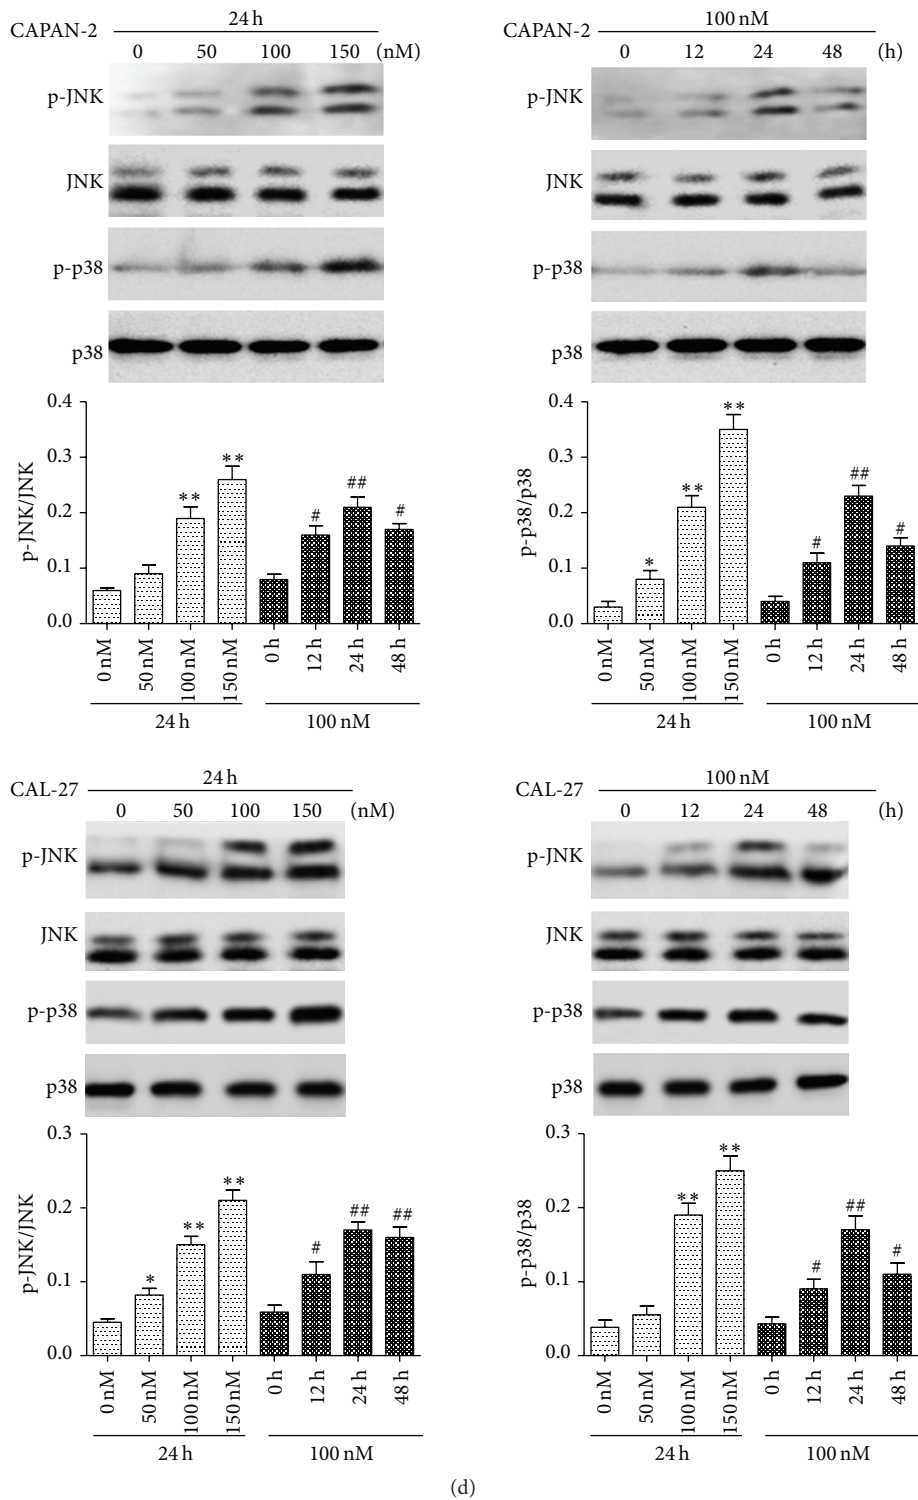 CAPAN-2 24 h
0 50 100 150 (nM)
p-JNK
JNK
p-p38
p38
CAPAN-2 100 nM
0 12 24 48 (h)
p-JNK
JNK
p-p38
p38
p-JNK/JNK
0.4
0.3
0.2
0.1
0.0
** ** # ## #
0 nM 50 nM 100 nM 150 nM 0 h 12 h 24 h 48 h
24 h 100 nM
p-p38/p38
0.4
0.3
0.2
0.1
0.0
* ** ** # ## #
0 nM 50 nM 100 nM 150 nM 0 h 12 h 24 h 48 h
24 h 100 nM
CAL-27 24 h
0 50 100 150 (nM)
p-JNK
JNK
p-p38
p38
CAL-27 100 nM
0 12 24 48 (h)
p-JNK
JNK
p-p38
p38
p-JNK/JNK
0.3
0.2
0.1
0.0
* ** ** # ## ##
0 nM 50 nM 100 nM 150 nM 0 h 12 h 24 h 48 h
24 h 100 nM
p-p38/p38
0.3
0.2
0.1
0.0
** ** # ## #
0 nM 50 nM 100 nM 150 nM 0 h 12 h 24 h 48 h
24 h 100 nM
(d)